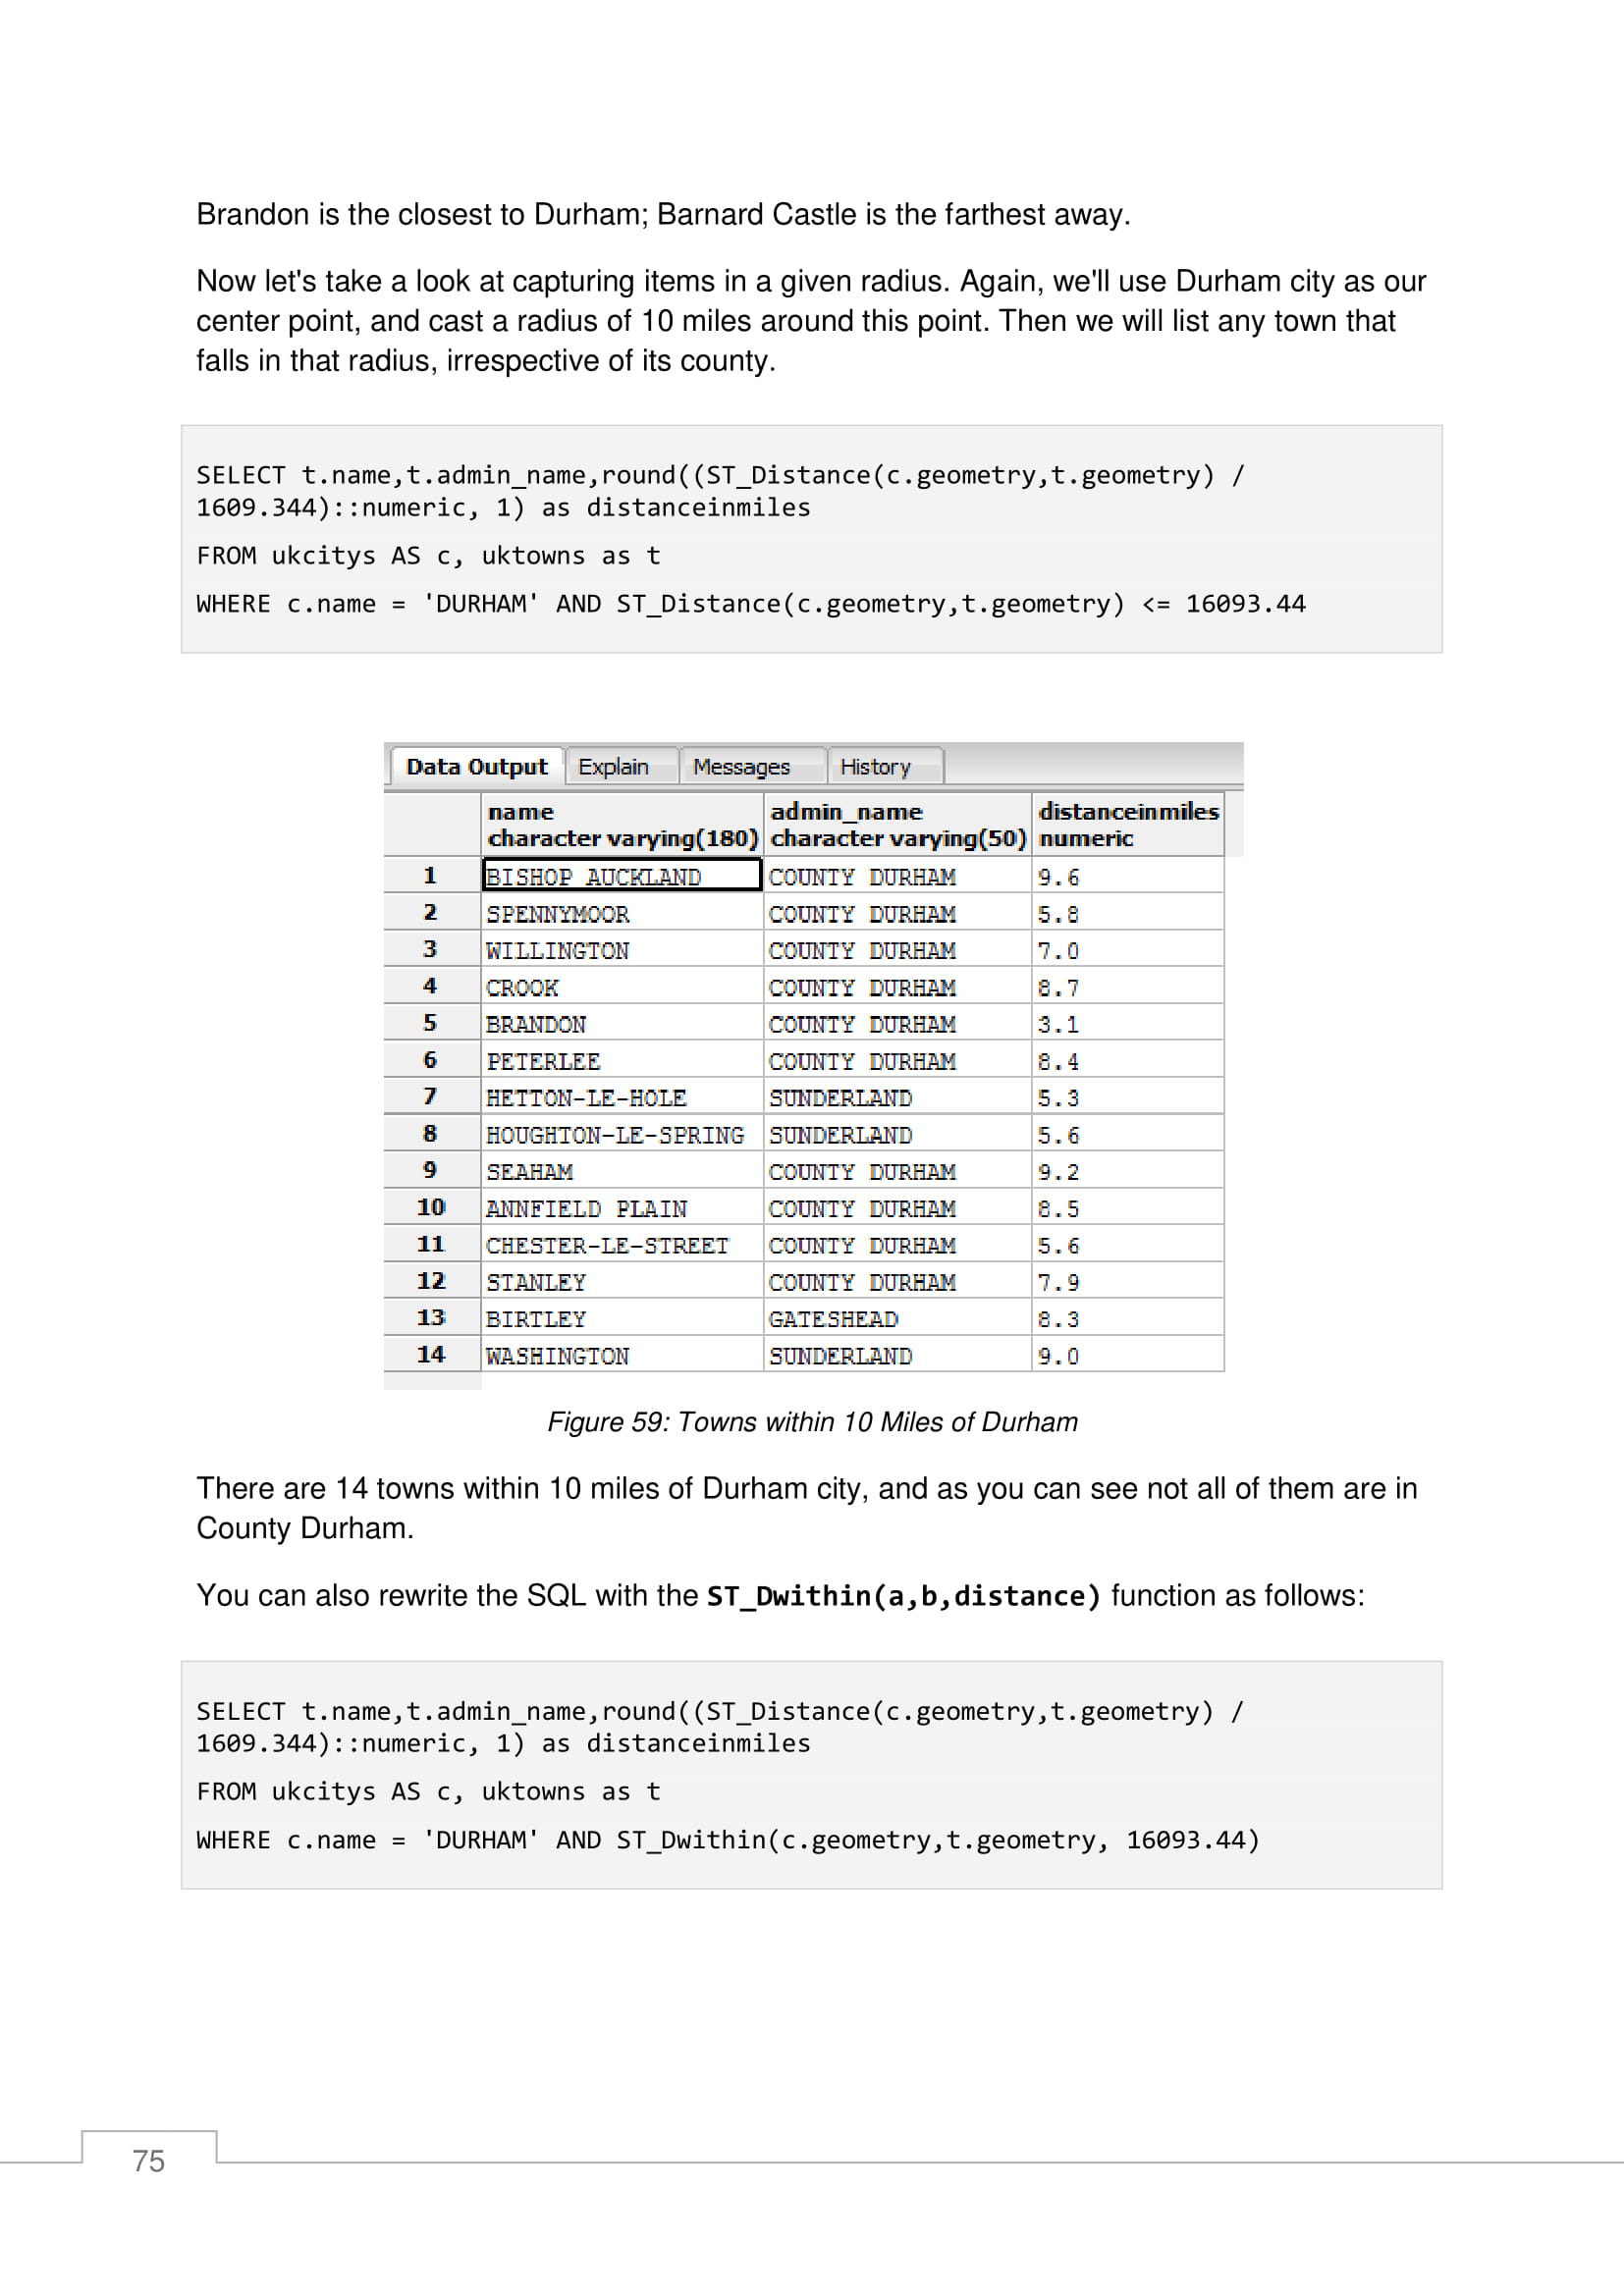 Brandon is the closest to Durham; Barnard Castle is the farthest away.
Now let's take a look at capturing items in a given radius. Again, we'll use Durham city as our
center point, and cast a radius of 10 miles around this point. Then we will list any town that
falls in that radius, irrespective of its county.
SELECT t.name,t.admin_name,round((ST_Distance(c.geometry,t.geometry) /
1609.344)::numeric, 1) as distanceinmiles
FROM ukcitys AS c, uktowns as t
WHERE c.name = 'DURHAM' AND ST_Distance(c.geometry,t.geometry) <= 16093.44
Data Output Explain Messages History
name admin_name distanceinmiles
character varying(180) character varying(50) numeric
1 BISHOP AUCKLAND COUNTY DURHAM 9.6
2 SPENNYMOOR COUNTY DURHAM 5.8
3 WILLINGTON COUNTY DURHAM 7.0
4 CROOK COUNTY DURHAM 8.7
5 BRANDON COUNTY DURHAM 3.1
6 PETERLEE COUNTY DURHAM 8.4
7 HETTON-LE-HOLE SUNDERLAND 5.3
8 HOUGHTON-LE-SPRING SUNDERLAND 5.6
9 SEAHAM COUNTY DURHAM 9.2
10 ANNFIELD PLAIN COUNTY DURHAM 8.5
11 CHESTER-LE-STREET COUNTY DURHAM 5.6
12 STANLEY COUNTY DURHAM 7.9
13 BIRTLEY GATESHEAD 8.3
14 WASHINGTON SUNDERLAND 9.0
Figure 59: Towns within 10 Miles of Durham
There are 14 towns within 10 miles of Durham city, and as you can see not all of them are in
County Durham.
You can also rewrite the SQL with the ST_Dwithin(a,b,distance) function as follows:
SELECT t.name,t.admin_name,round((ST_Distance(c.geometry,t.geometry) /
1609.344)::numeric, 1) as distanceinmiles
FROM ukcitys AS c, uktowns as t
WHERE c.name = 'DURHAM' AND ST_Dwithin(c.geometry,t.geometry, 16093.44)
75